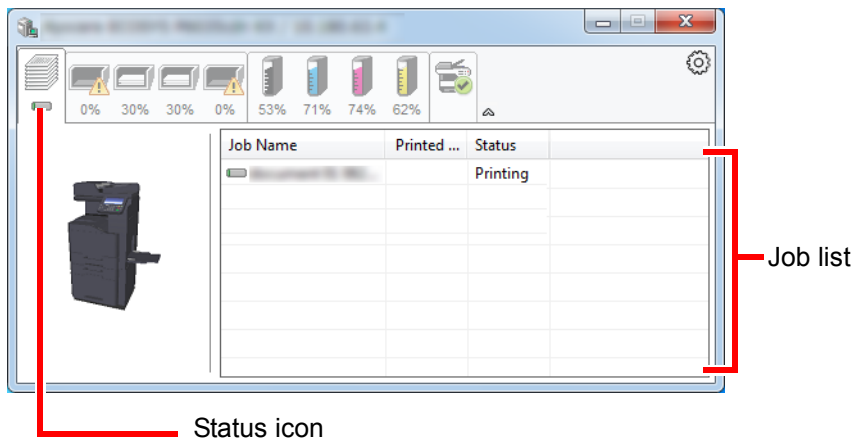 0% 30% 30% 0% 53% 71% 74% 62%
Job Name Printed ... Status
Printing
Job list
Status icon